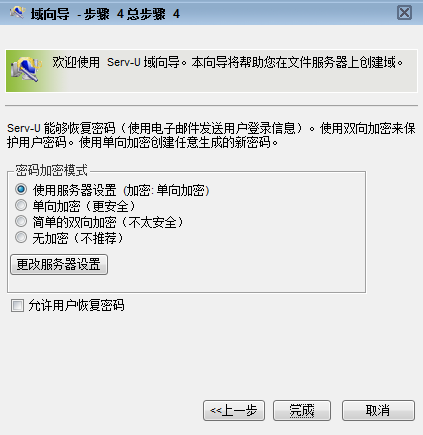 域向导 - 步骤 4 总步骤 4
欢迎使用 Serv-U 域向导。本向导将帮助您在文件服务器上创建域。
Serv-U 能够恢复密码（使用电子邮件发送用户登录信息）。使用双向加密来保
护用户密码。使用单向加密创建任意生成的新密码。
密码加密模式
使用服务器设置 (加密: 单向加密)
单向加密（更安全）
简单的双向加密（不太安全）
无加密（不推荐）
更改服务器设置
允许用户恢复密码
<<上一步 完成 取消